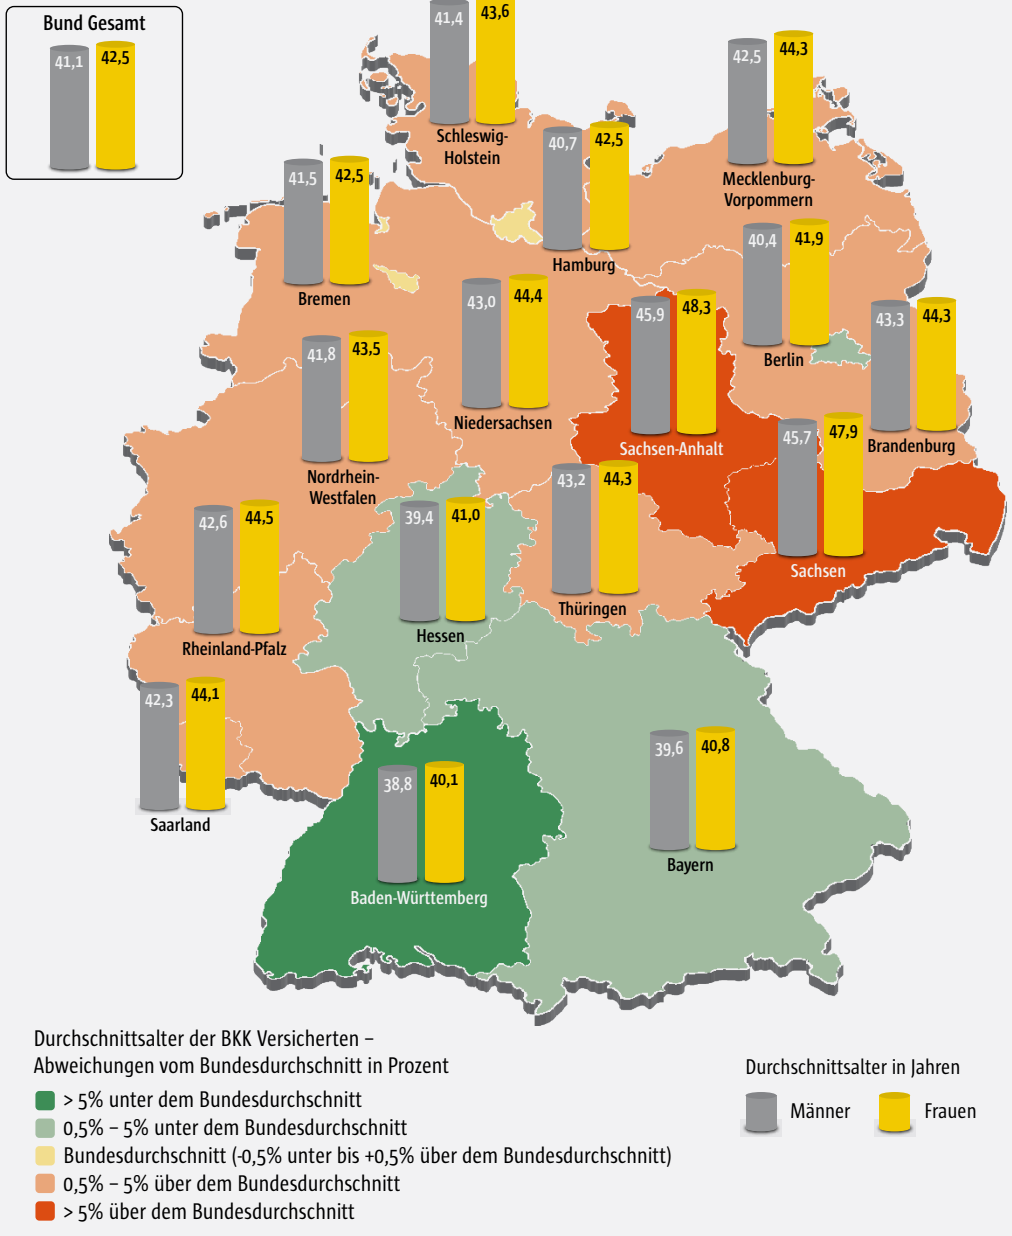 Bund Gesamt
41,1
42,5
41,4
43,6
Schleswig-
Holstein
42,5
44,3
Mecklenburg-
Vorpommern
40,7
42,5
Hamburg
41,5
42,5
Bremen
40,4
41,9
Berlin
43,0
44,4
Niedersachsen
45,9
48,3
Sachsen-Anhalt
43,3
44,3
Brandenburg
41,8
43,5
Nordrhein-
Westfalen
45,7
47,9
Sachsen
43,2
44,3
Thüringen
42,6
44,5
Rheinland-Pfalz
39,4
41,0
Hessen
42,3
44,1
Saarland
38,8
40,1
Baden-Württemberg
39,6
40,8
Bayern
Durchschnittsalter der BKK Versicherten –
Abweichungen vom Bundesdurchschnitt in Prozent
> 5% unter dem Bundesdurchschnitt
0,5% – 5% unter dem Bundesdurchschnitt
Bundesdurchschnitt (-0,5% unter bis +0,5% über dem Bundesdurchschnitt)
0,5% – 5% über dem Bundesdurchschnitt
> 5% über dem Bundesdurchschnitt
Durchschnittsalter in Jahren
Männer
Frauen